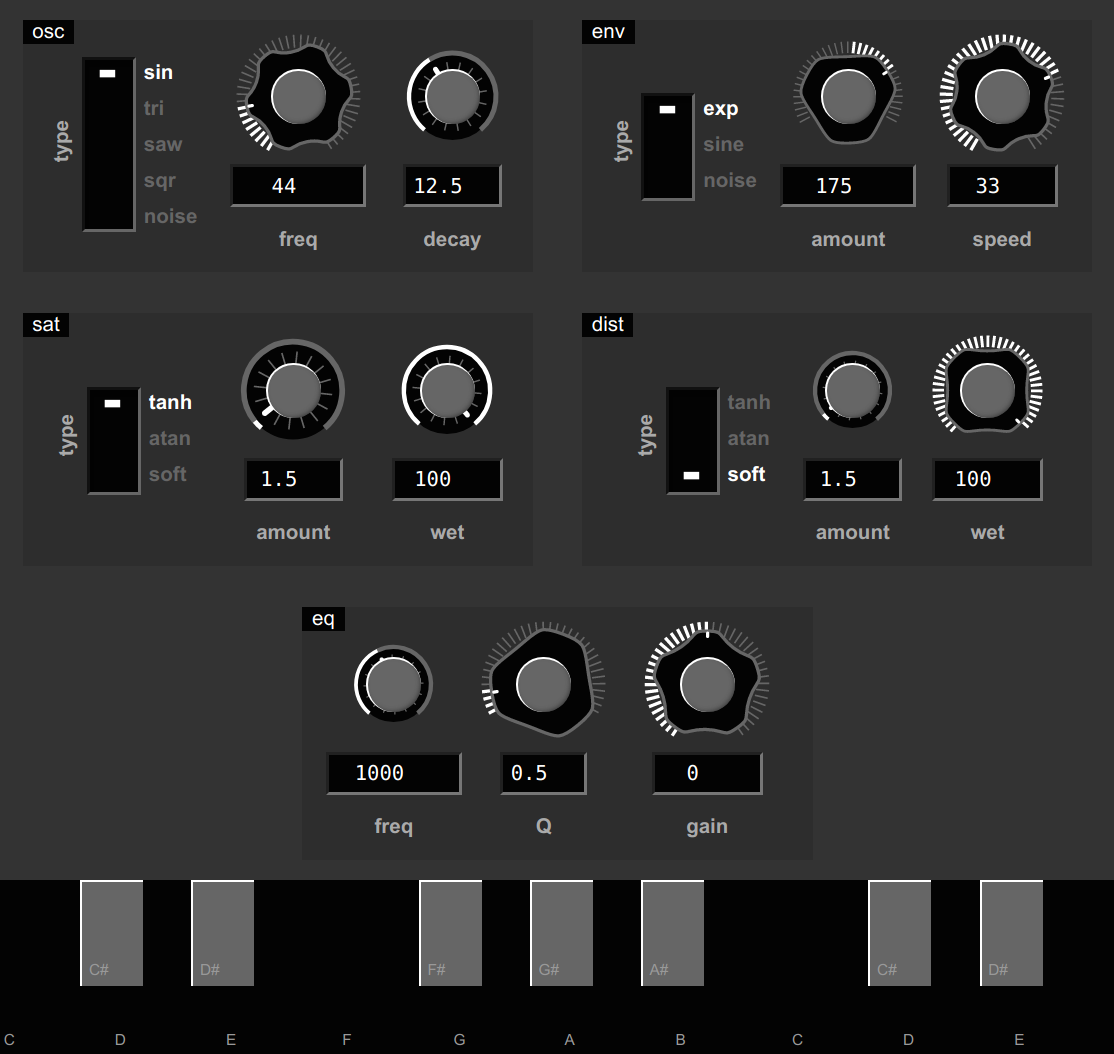 osc
type
sin
tri
saw
sqr
noise
44
freq
12.5
decay
env
type
exp
sine
noise
175
amount
33
speed
sat
type
tanh
atan
soft
1.5
amount
100
wet
dist
type
tanh
atan
soft
1.5
amount
100
wet
eq
1000
freq
0.5
Q
0
gain
C# D# F# G# A# C# D#
C D E F G A B C D E